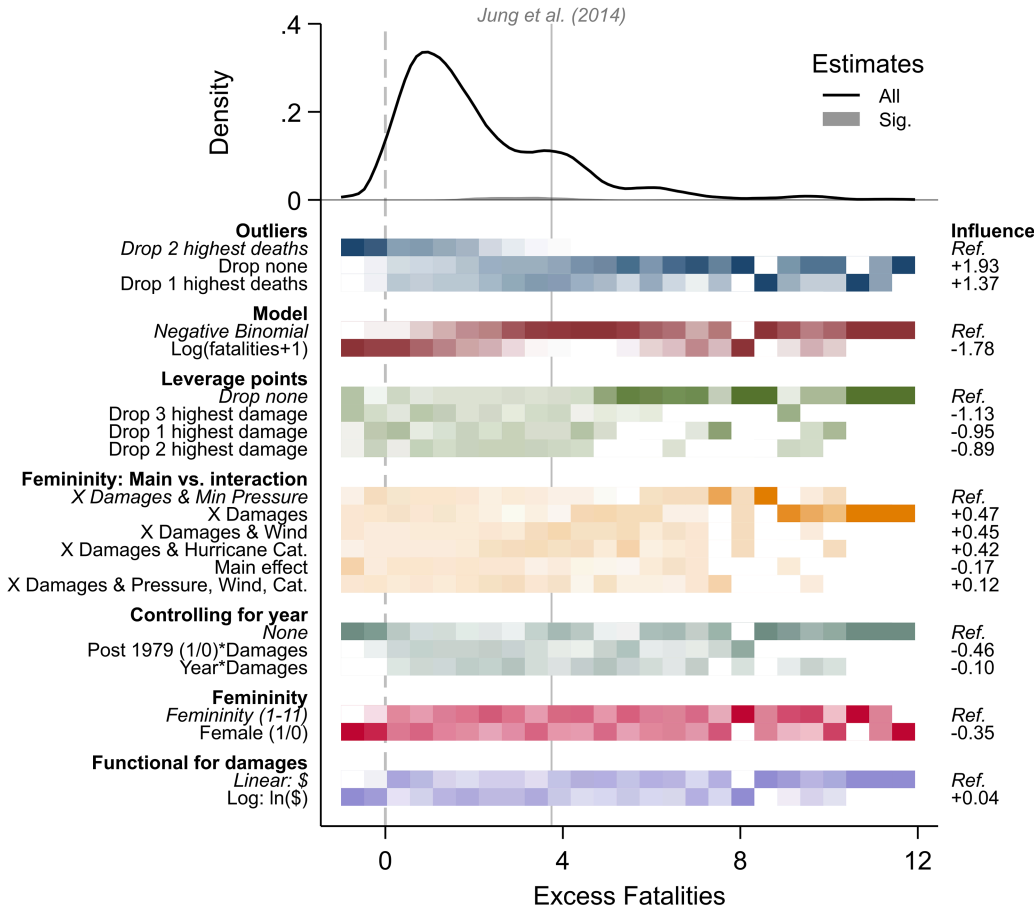 Jung et al. (2014)
.4
.2
0
Density
Estimates
All
Sig.
Outliers Influence
Drop 2 highest deaths Ref.
Drop none +1.93
Drop 1 highest deaths +1.37
Model
Negative Binomial Ref.
Log(fatalities+1) -1.78
Leverage points
Drop none Ref.
Drop 3 highest damage -1.13
Drop 1 highest damage -0.95
Drop 2 highest damage -0.89
Femininity: Main vs. interaction
X Damages & Min Pressure Ref.
X Damages +0.47
X Damages & Wind +0.45
X Damages & Hurricane Cat. +0.42
Main effect -0.17
X Damages & Pressure, Wind, Cat. +0.12
Controlling for year
None Ref.
Post 1979 (1/0)*Damages -0.46
Year*Damages -0.10
Femininity
Femininity (1-11) Ref.
Female (1/0) -0.35
Functional for damages
Linear: $ Ref.
Log: ln($) +0.04
0 4 8 12
Excess Fatalities